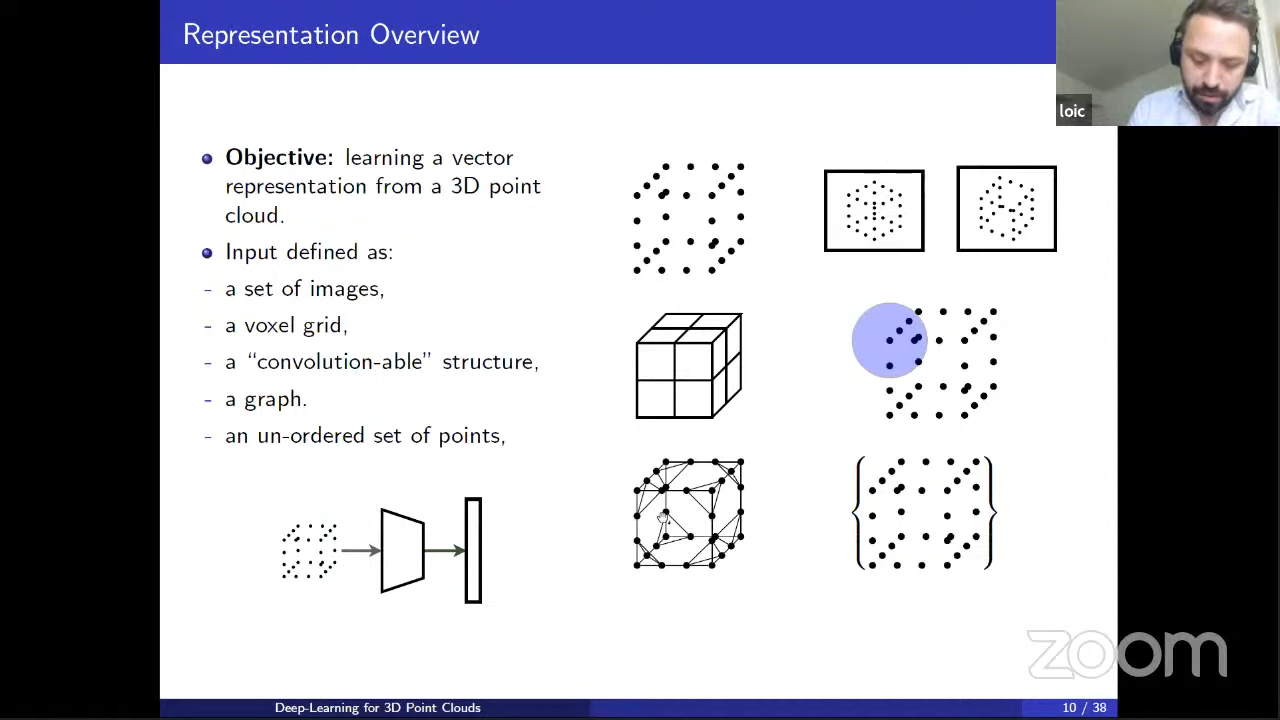 Representation Overview
loic
Objective: learning a vector
representation from a 3D point
cloud.
Input defined as:
- a set of images,
- a voxel grid,
- a “convolution-able” structure,
- a graph.
- an un-ordered set of points,
zoom
Deep-Learning for 3D Point Clouds
10 / 38